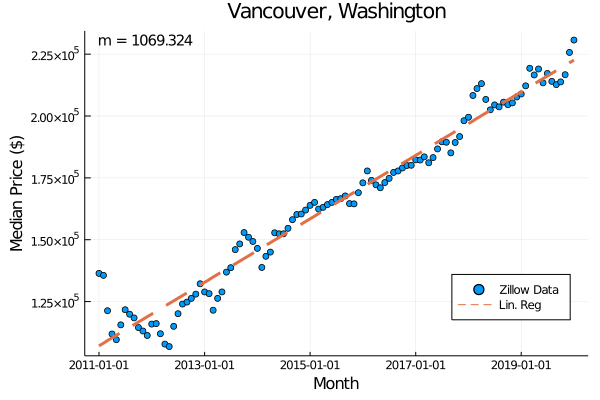 Vancouver, Washington
m = 1069.324
2.25×10⁵
2.00×10⁵
1.75×10⁵
1.50×10⁵
1.25×10⁵
Median Price ($)
Zillow Data
Lin. Reg
2011-01-01 2013-01-01 2015-01-01 2017-01-01 2019-01-01
Month